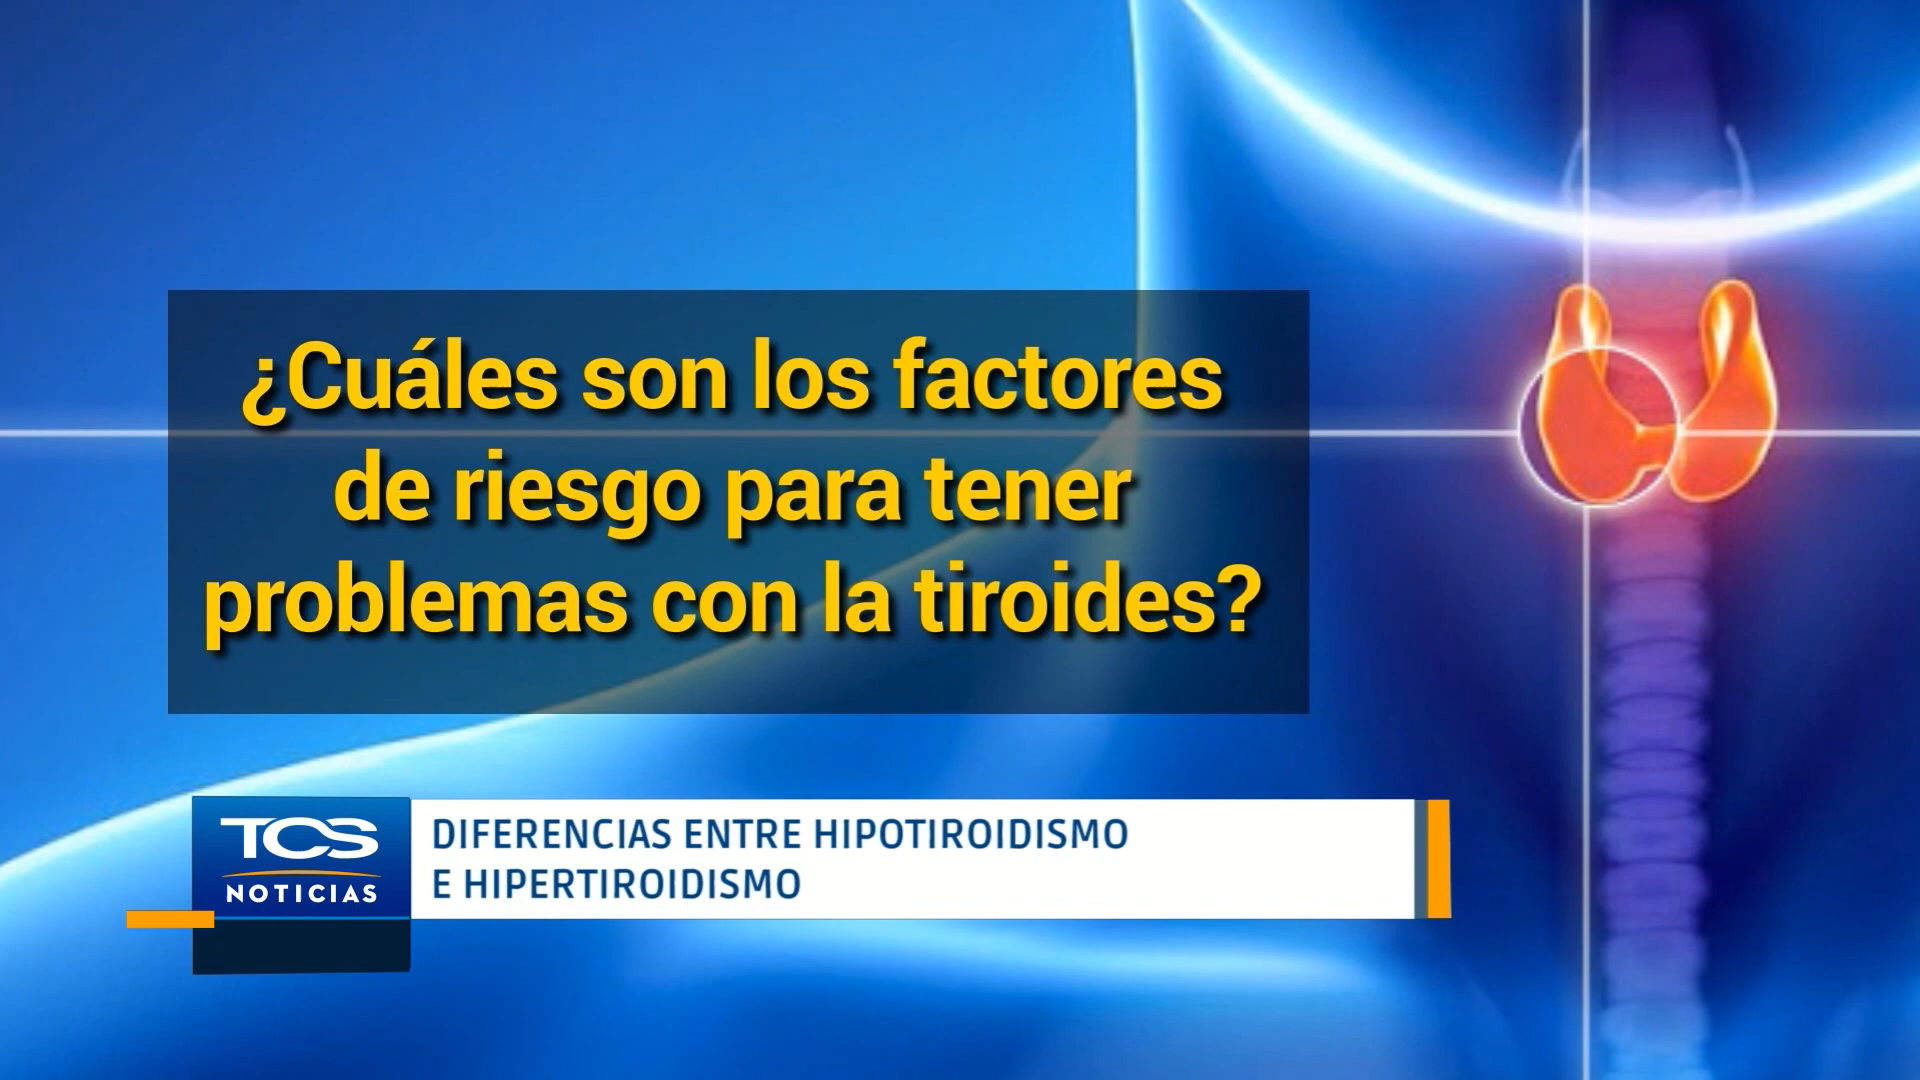 ¿Cuáles son los factores
de riesgo para tener
problemas con la tiroides?
TCS
NOTICIAS
DIFERENCIAS ENTRE HIPOTIROIDISMO
E HIPERTIROIDISMO